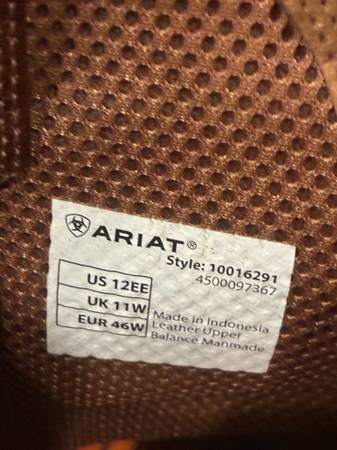 ARIAT®
Style: 10016291
4500097367
US 12EE
UK 11W
EUR 46W
Made in Indonesia
Leather Upper
Balance Manmade